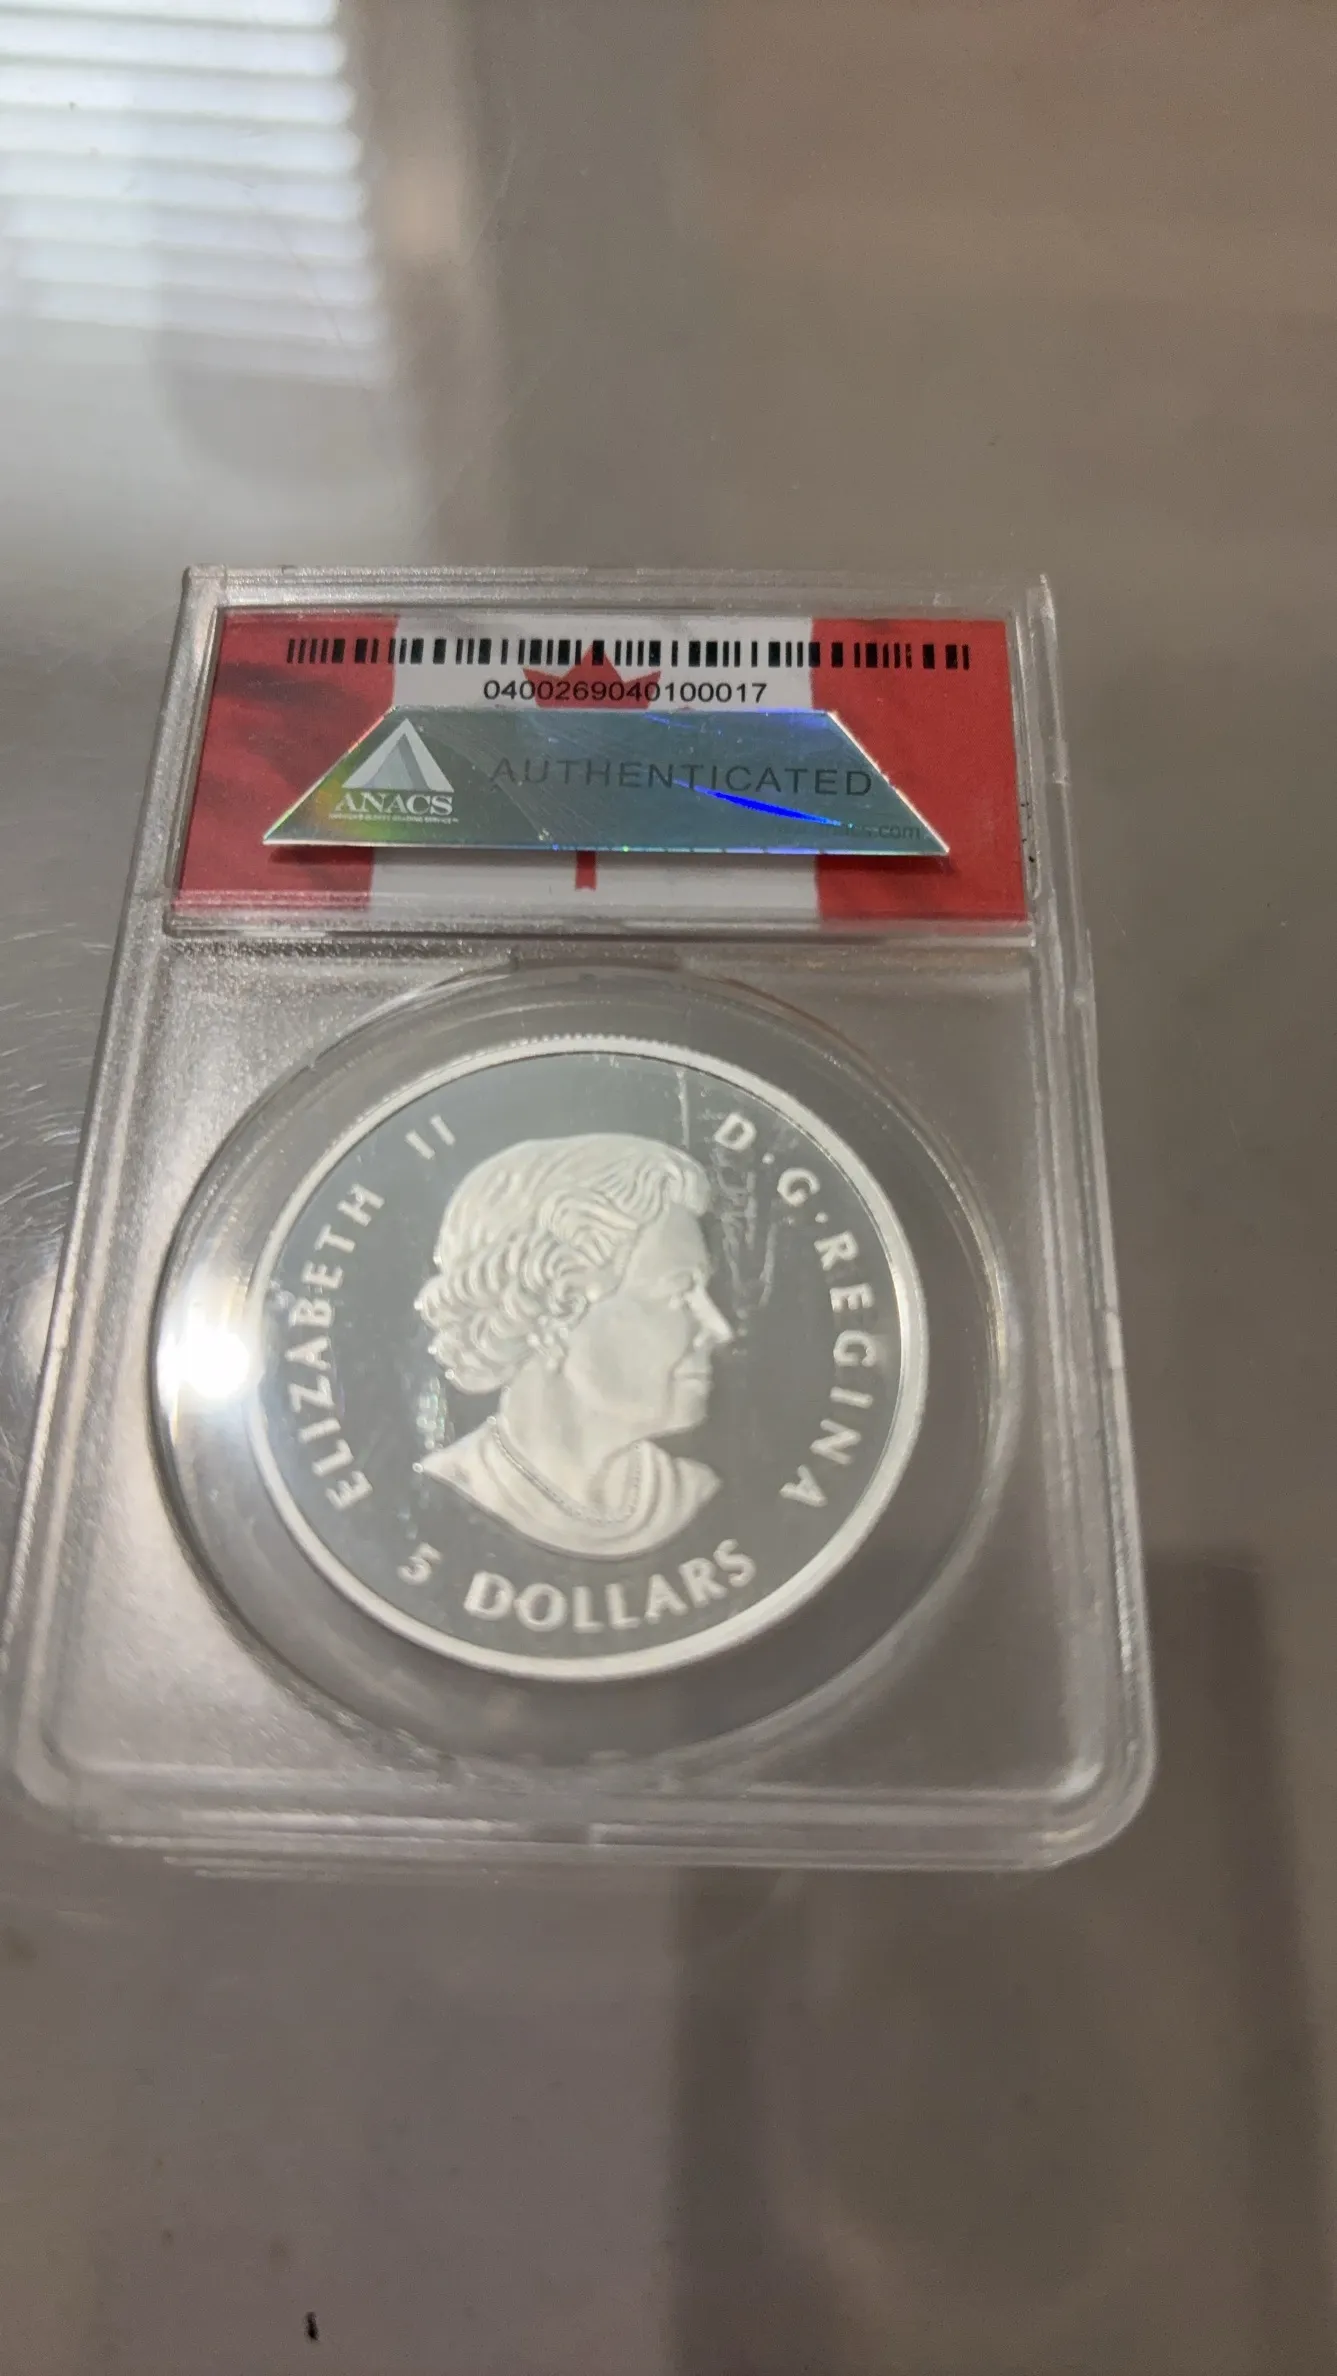 0400269040100017
ANACS
AUTHENTICATED
ELIZABETH II D·G·REGINA
5 DOLLARS